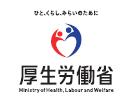 ひと、くらし、みらいのために
厚生労働省
Ministry of Health, Labour and Welfare